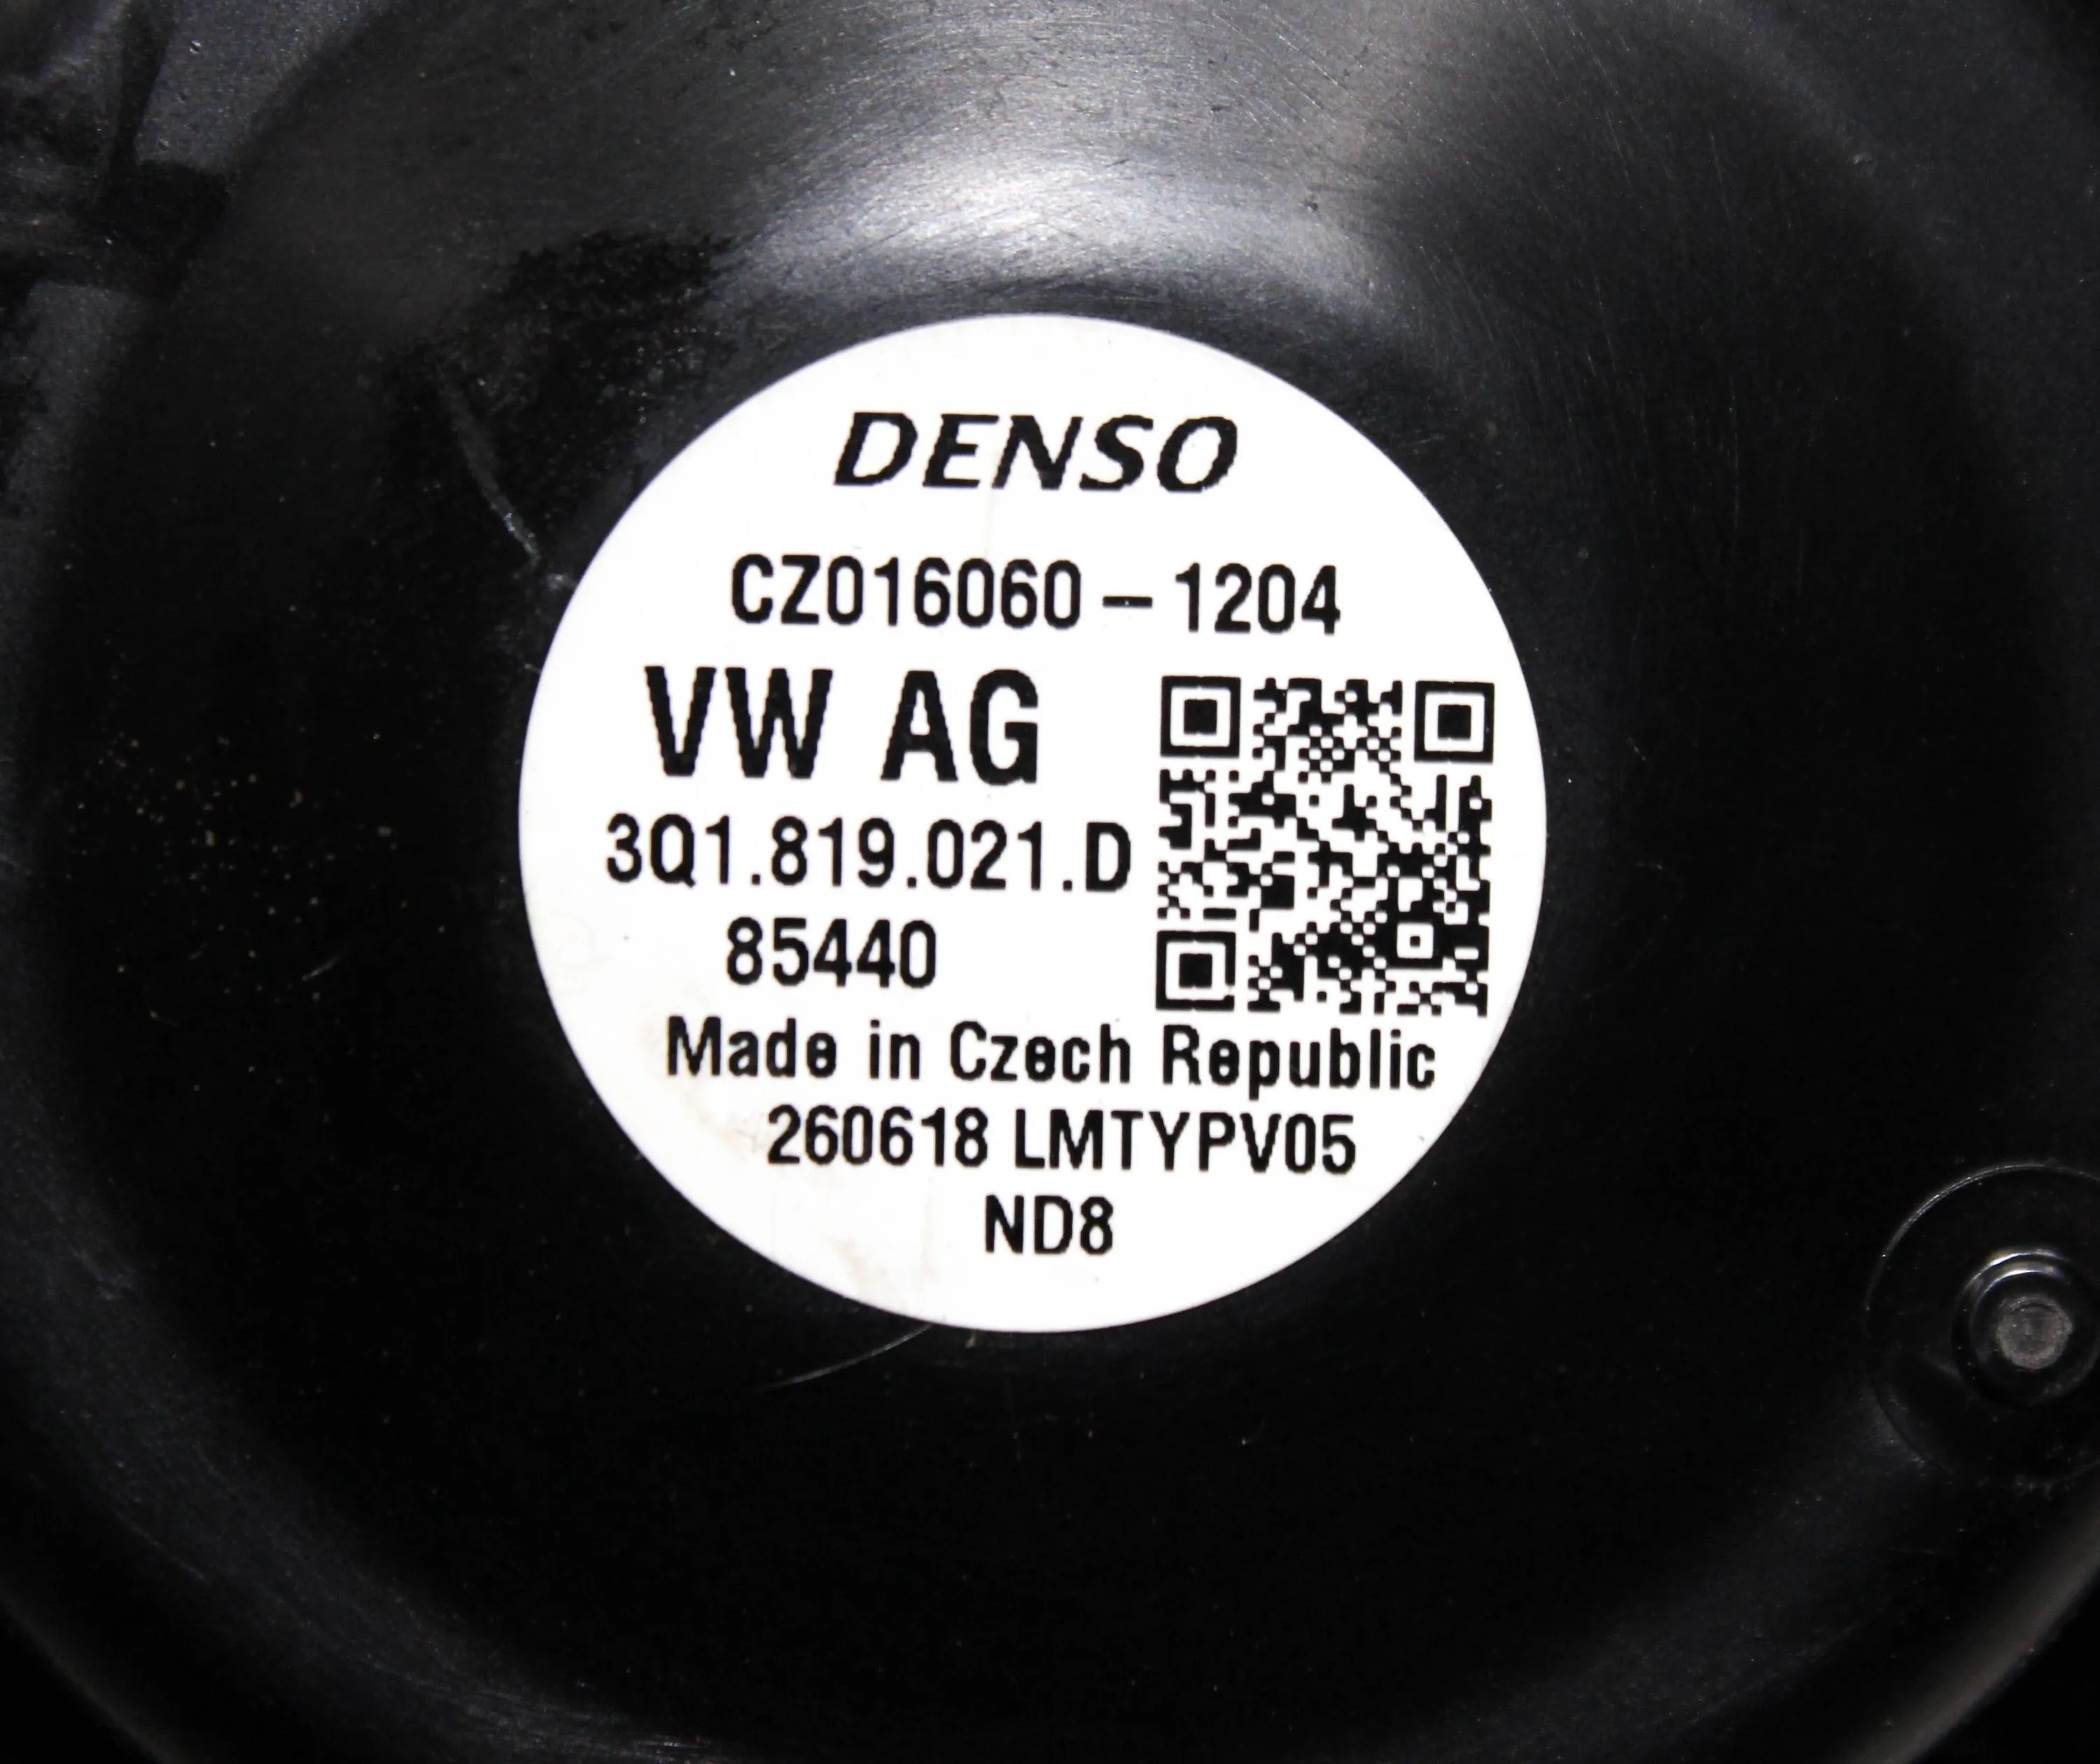 DENSO
CZ016060-1204
VW AG
3Q1.819.021.D
85440
Made in Czech Republic
260618 LMTYPV05
ND8